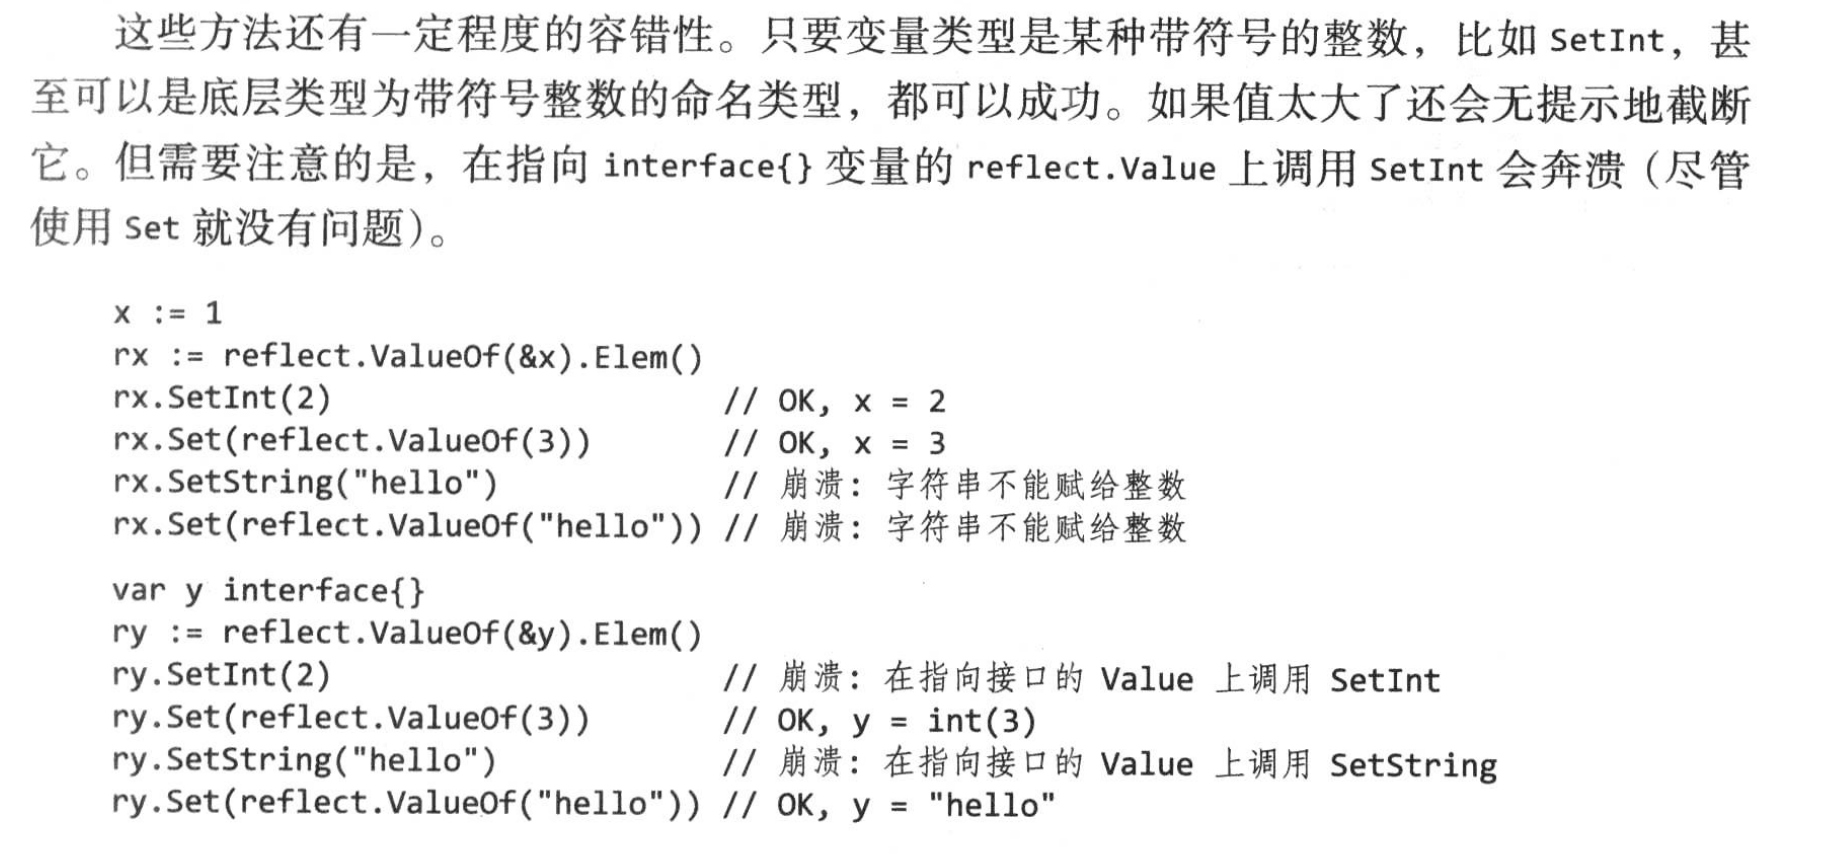 这些方法还有一定程度的容错性。只要变量类型是某种带符号的整数，比如 SetInt，甚
至可以是底层类型为带符号整数的命名类型，都可以成功。如果值太大了还会无提示地截断
它。但需要注意的是，在指向 interface{} 变量的 reflect.Value 上调用 SetInt 会奔溃（尽管
使用 Set 就没有问题）。
x := 1
rx := reflect.ValueOf(&x).Elem()
rx.SetInt(2) // OK, x = 2
rx.Set(reflect.ValueOf(3)) // OK, x = 3
rx.SetString("hello") // 崩溃：字符串不能赋给整数
rx.Set(reflect.ValueOf("hello")) // 崩溃：字符串不能赋给整数
var y interface{}
ry := reflect.ValueOf(&y).Elem()
ry.SetInt(2) // 崩溃：在指向接口的 Value 上调用 SetInt
ry.Set(reflect.ValueOf(3)) // OK, y = int(3)
ry.SetString("hello") // 崩溃：在指向接口的 Value 上调用 SetString
ry.Set(reflect.ValueOf("hello")) // OK, y = "hello"